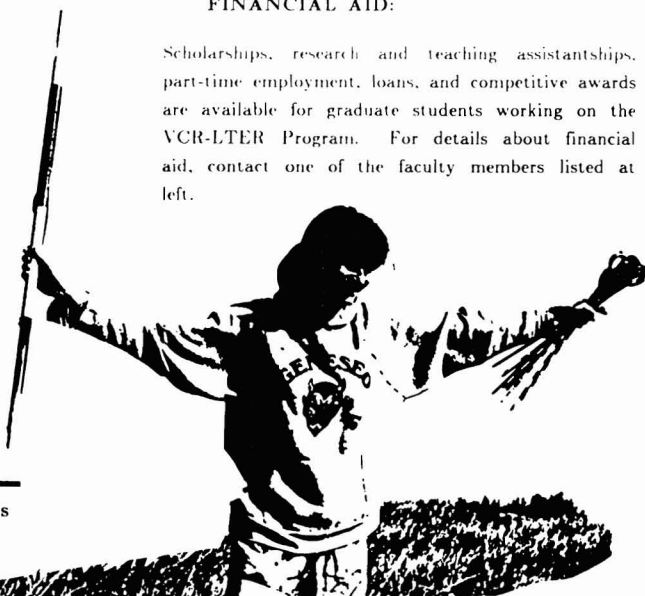 FINANCIAL AID:
Scholarships, research and teaching assistantships,
part-time employment, loans, and competitive awards
are available for graduate students working on the
VCR-LTER Program. For details about financial
aid, contact one of the faculty members listed at
left.
GENESEO
s